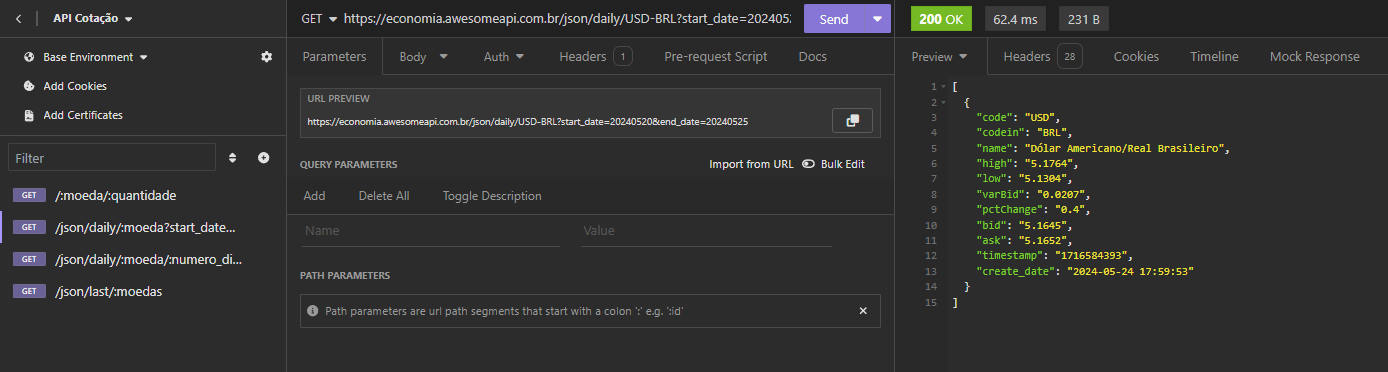 API Cotação
Base Environment
Add Cookies
Add Certificates
Filter
GET /:moeda/:quantidade
GET /json/daily/:moeda?start_date...
GET /json/daily/:moeda/:numero_di...
GET /json/last/:moedas
GET https://economia.awesomeapi.com.br/json/daily/USD-BRL?start_date=202405 Send
Parameters Body Auth Headers 1 Pre-request Script Docs
URL PREVIEW
https://economia.awesomeapi.com.br/json/daily/USD-BRL?start_date=20240520&end_date=20240525
QUERY PARAMETERS Import from URL Bulk Edit
Add Delete All Toggle Description
Name Value
PATH PARAMETERS
Path parameters are url path segments that start with a colon ':' e.g. ':id'
200 OK 62.4 ms 231 B
Preview Headers 28 Cookies Timeline Mock Response
1 [
2 {
3 "code": "USD",
4 "codein": "BRL",
5 "name": "Dólar Americano/Real Brasileiro",
6 "high": "5.1764",
7 "low": "5.1304",
8 "varBid": "0.0207",
9 "pctChange": "0.4",
10 "bid": "5.1645",
11 "ask": "5.1652",
12 "timestamp": "1716584393",
13 "create_date": "2024-05-24 17:59:53"
14 }
15 ]